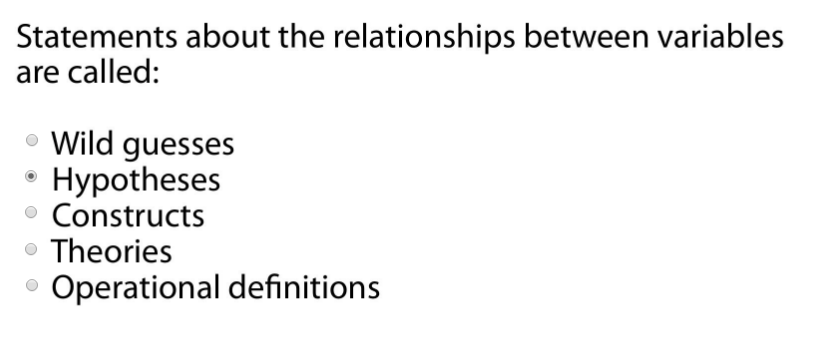 Statements about the relationships between variables
are called:
Wild guesses
Hypotheses
Constructs
Theories
Operational definitions